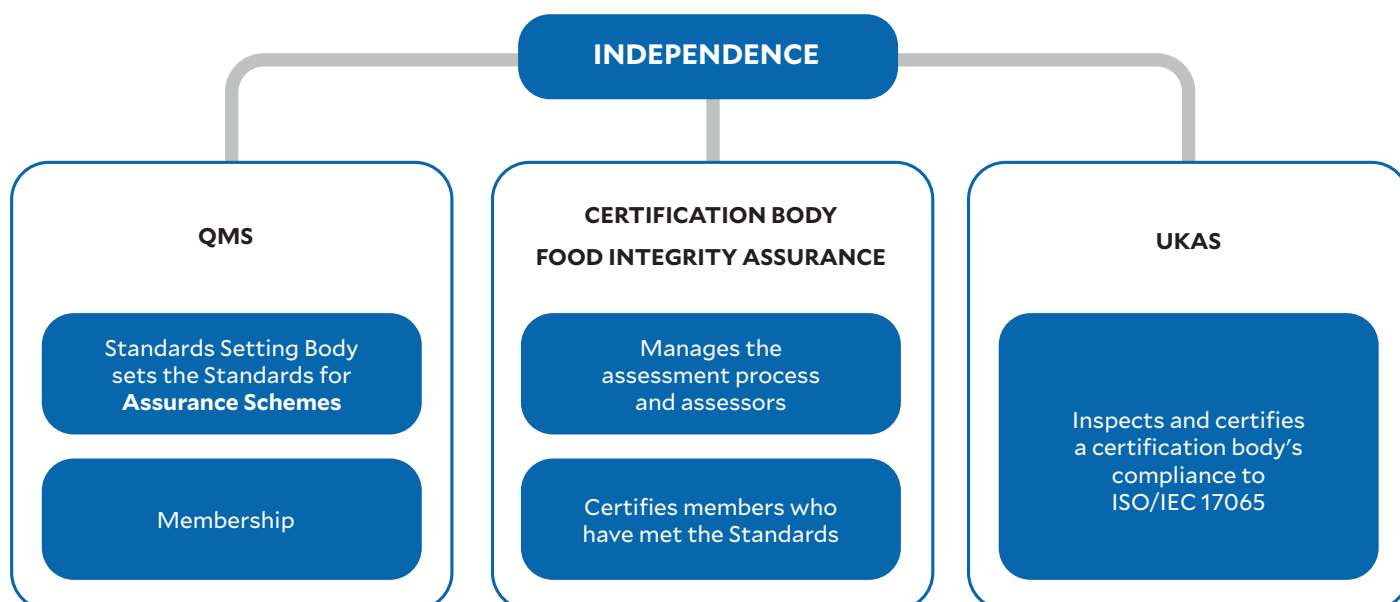 INDEPENDENCE
QMS
Standards Setting Body
sets the Standards for
Assurance Schemes
Membership
CERTIFICATION BODY
FOOD INTEGRITY ASSURANCE
Manages the
assessment process
and assessors
Certifies members who
have met the Standards
UKAS
Inspects and certifies
a certification body's
compliance to
ISO/IEC 17065